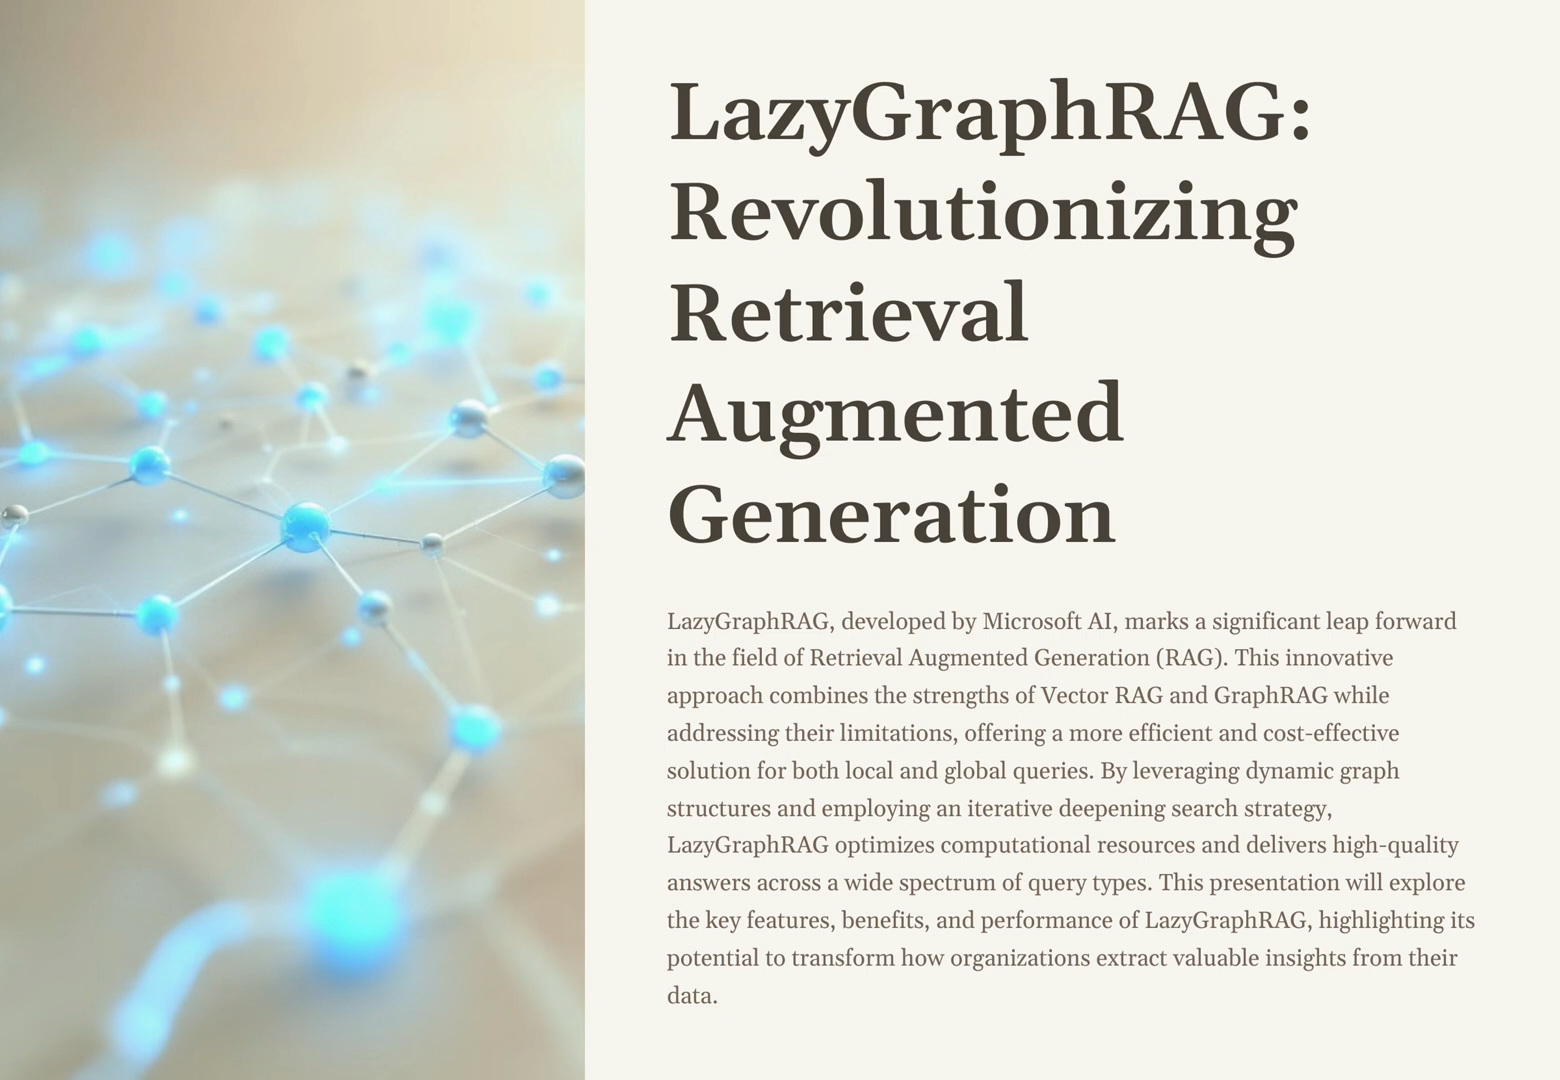 LazyGraphRAG:
Revolutionizing
Retrieval
Augmented
Generation
LazyGraphRAG, developed by Microsoft AI, marks a significant leap forward
in the field of Retrieval Augmented Generation (RAG). This innovative
approach combines the strengths of Vector RAG and GraphRAG while
addressing their limitations, offering a more efficient and cost-effective
solution for both local and global queries. By leveraging dynamic graph
structures and employing an iterative deepening search strategy,
LazyGraphRAG optimizes computational resources and delivers high-quality
answers across a wide spectrum of query types. This presentation will explore
the key features, benefits, and performance of LazyGraphRAG, highlighting its
potential to transform how organizations extract valuable insights from their
data.